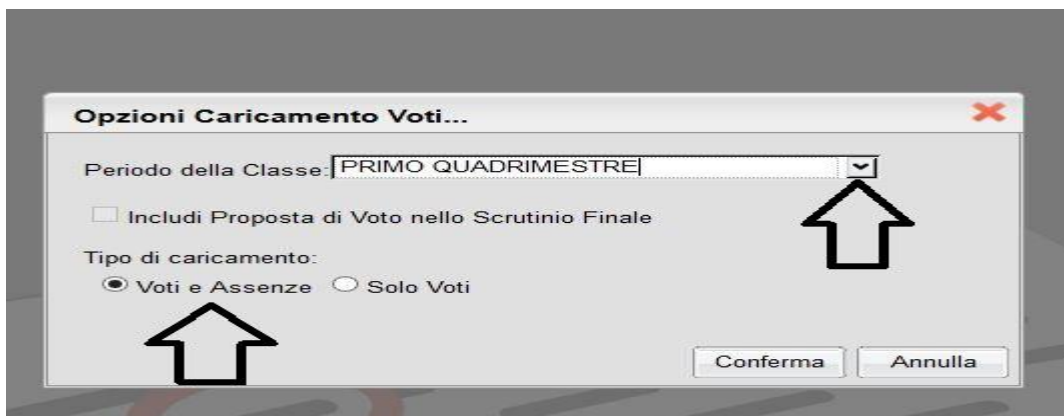 Opzioni Caricamento Voti...
Periodo della Classe: PRIMO QUADRIMESTRE
Includi Proposta di Voto nello Scrutinio Finale
Tipo di caricamento:
Voti e Assenze Solo Voti
Conferma Annulla